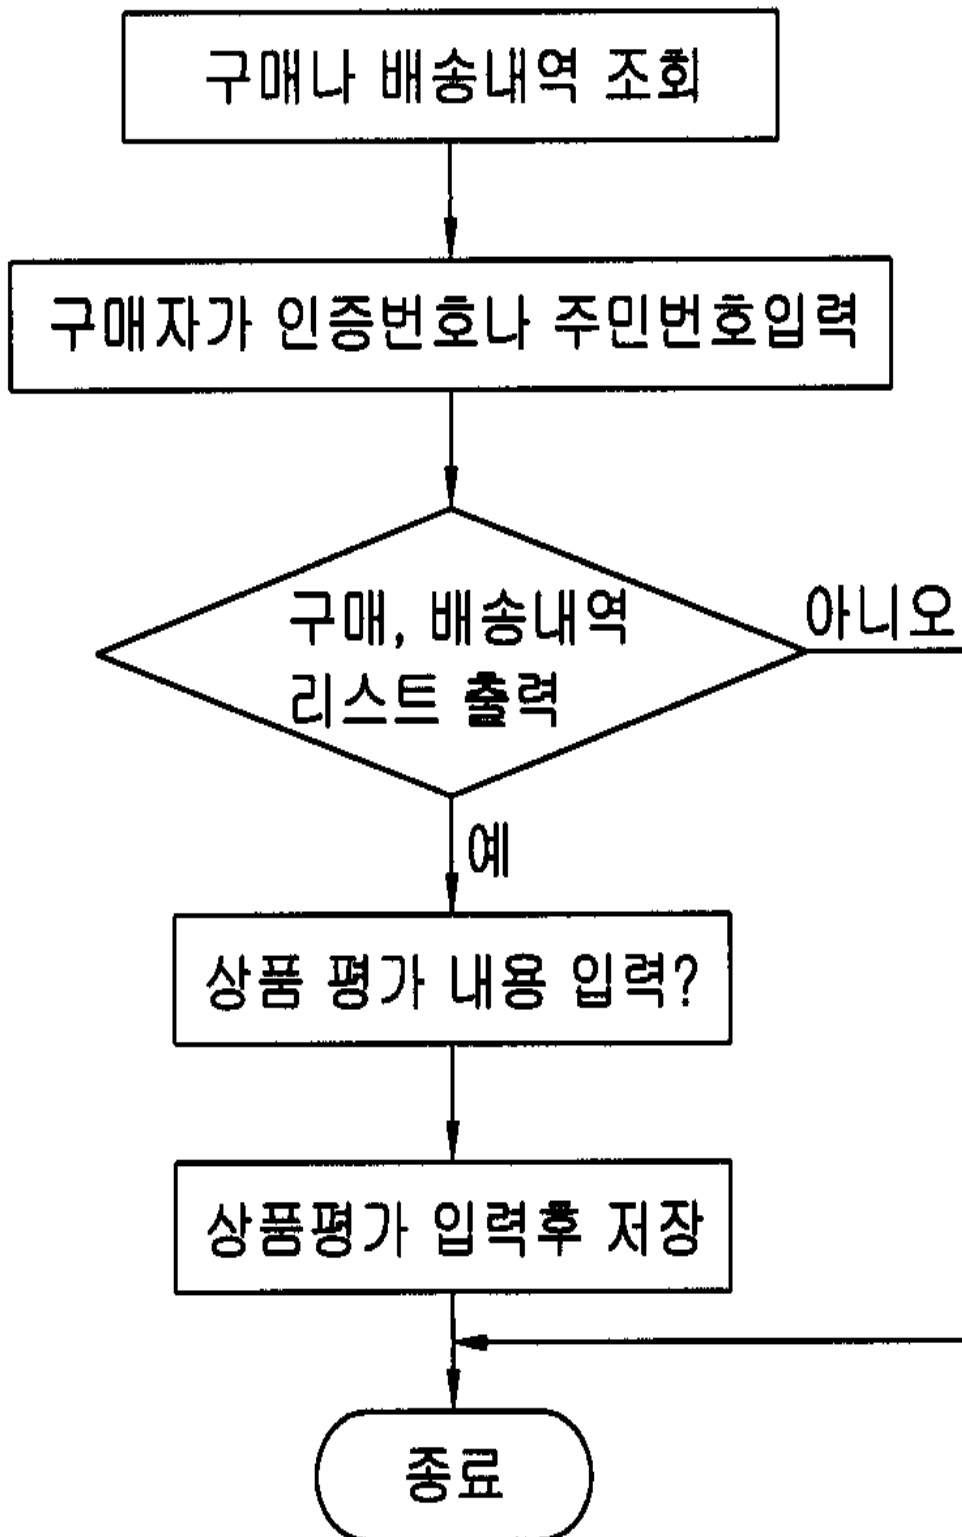 구매나 배송내역 조회
구매자가 인증번호나 주민번호입력
구매, 배송내역
리스트 출력
아니오
예
상품 평가 내용 입력?
상품평가 입력후 저장
종료